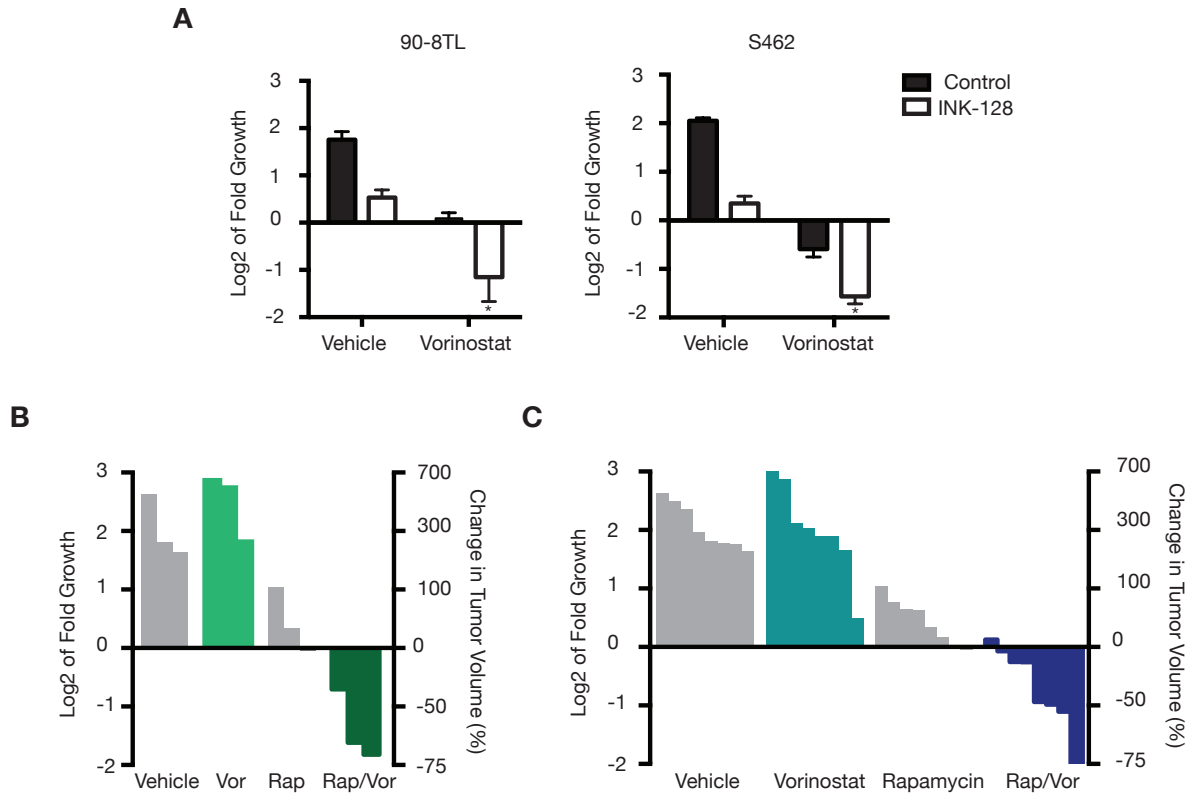 A
90-8TL
S462
Control
INK-128
Log2 of Fold Growth
3
2
1
0
-1
-2
Vehicle
Vorinostat
*
Log2 of Fold Growth
3
2
1
0
-1
-2
Vehicle
Vorinostat
*
B
Log2 of Fold Growth
3
2
1
0
-1
-2
Vehicle
Vor
Rap
Rap/Vor
700
300
100
0
-50
-75
Change in Tumor Volume (%)
C
Log2 of Fold Growth
3
2
1
0
-1
-2
Vehicle
Vorinostat
Rapamycin
Rap/Vor
700
300
100
0
-50
-75
Change in Tumor Volume (%)